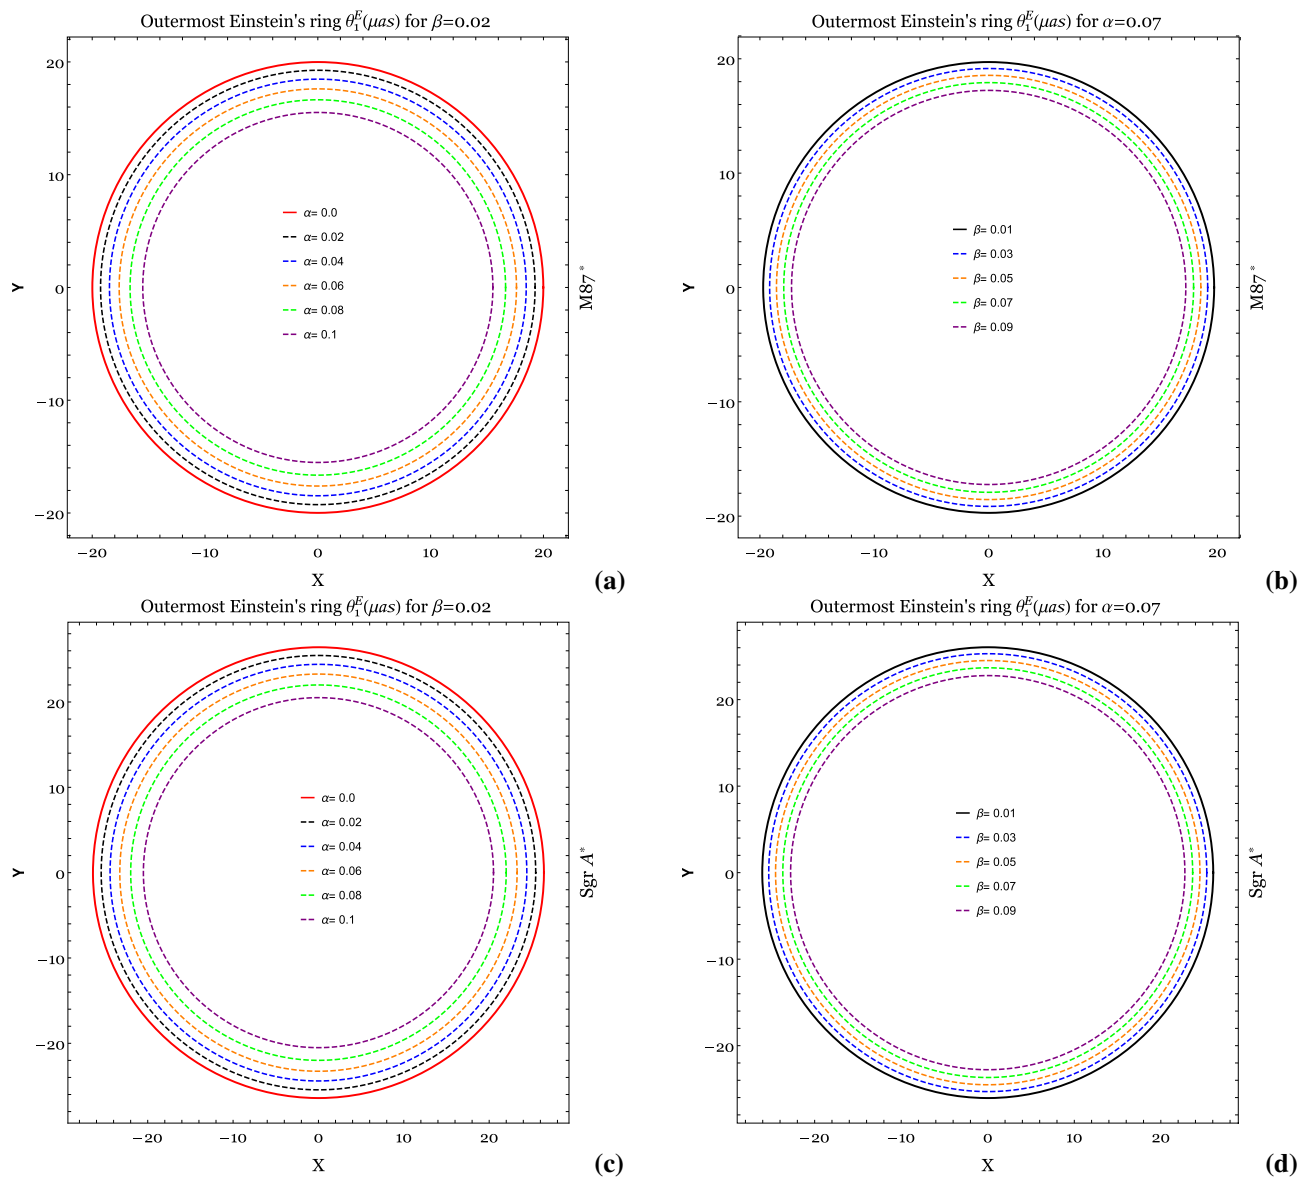 Outermost Einstein's ring θ₁ᴱ(μas) for β=0.02
20
10
0
−10
−20
Y
α= 0.0
α= 0.02
α= 0.04
α= 0.06
α= 0.08
α= 0.1
M87*
−20 −10 0 10 20
X
(a)
Outermost Einstein's ring θ₁ᴱ(μas) for α=0.07
20
10
0
−10
−20
Y
β= 0.01
β= 0.03
β= 0.05
β= 0.07
β= 0.09
M87*
−20 −10 0 10 20
X
(b)
Outermost Einstein's ring θ₁ᴱ(μas) for β=0.02
20
10
0
−10
−20
Y
α= 0.0
α= 0.02
α= 0.04
α= 0.06
α= 0.08
α= 0.1
Sgr A*
−20 −10 0 10 20
X
(c)
Outermost Einstein's ring θ₁ᴱ(μas) for α=0.07
20
10
0
−10
−20
Y
β= 0.01
β= 0.03
β= 0.05
β= 0.07
β= 0.09
Sgr A*
−20 −10 0 10 20
X
(d)